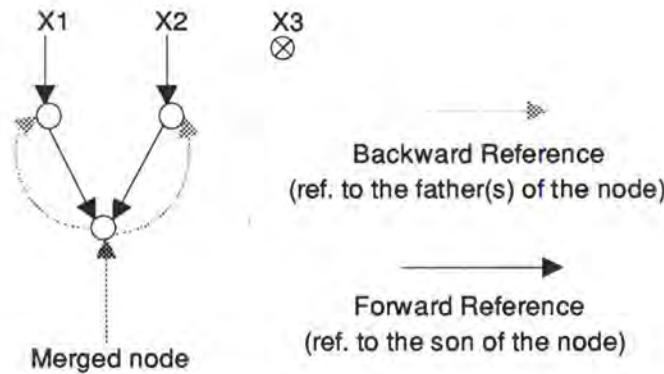 X1 X2 X3
Backward Reference
(ref. to the father(s) of the node)
Forward Reference
(ref. to the son of the node)
Merged node